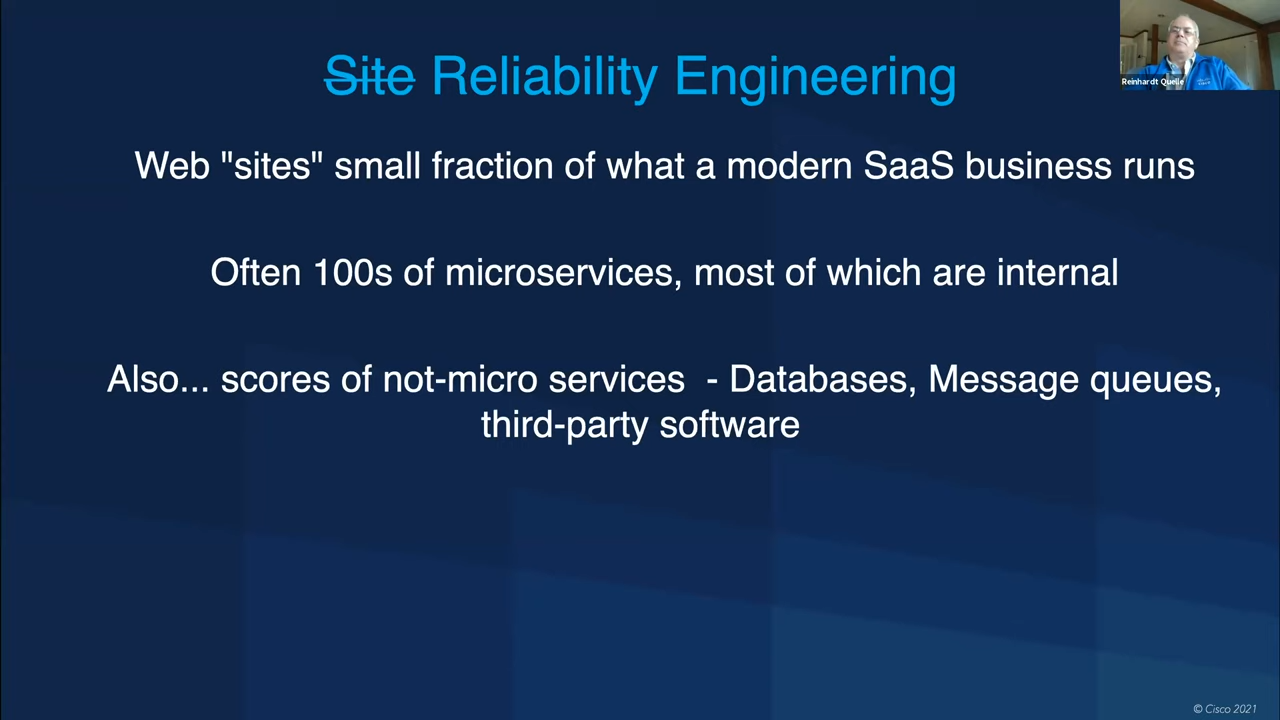 Site Reliability Engineering
Reinhardt Quelle
Web "sites" small fraction of what a modern SaaS business runs
Often 100s of microservices, most of which are internal
Also... scores of not-micro services  - Databases, Message queues,
third-party software
© Cisco 2021